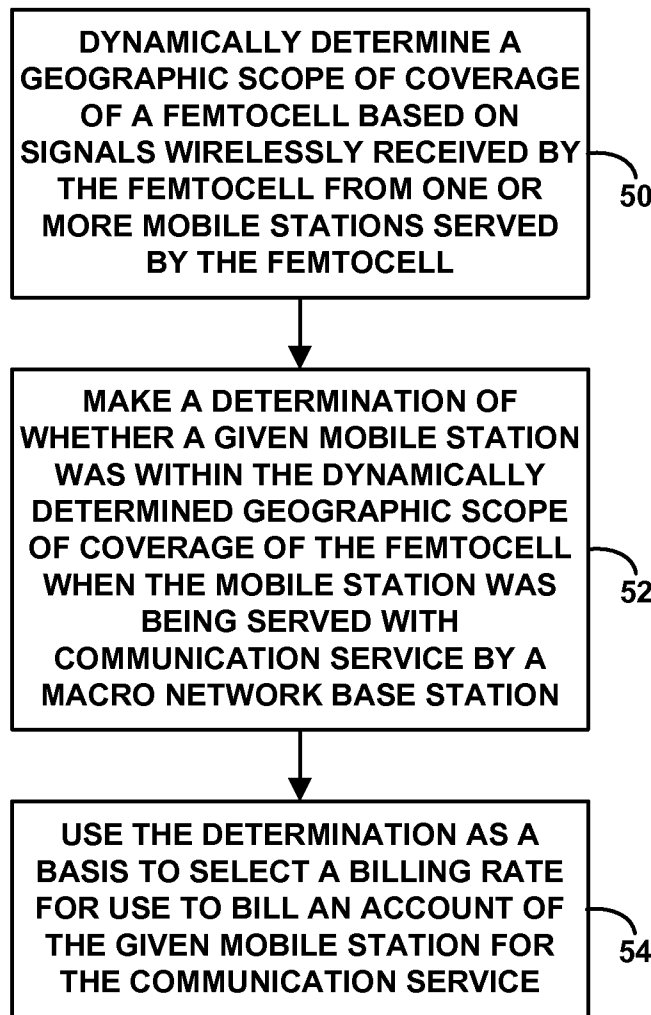 DYNAMICALLY DETERMINE A
GEOGRAPHIC SCOPE OF COVERAGE
OF A FEMTOCELL BASED ON
SIGNALS WIRELESSLY RECEIVED BY
THE FEMTOCELL FROM ONE OR
MORE MOBILE STATIONS SERVED
BY THE FEMTOCELL
50
MAKE A DETERMINATION OF
WHETHER A GIVEN MOBILE STATION
WAS WITHIN THE DYNAMICALLY
DETERMINED GEOGRAPHIC SCOPE
OF COVERAGE OF THE FEMTOCELL
WHEN THE MOBILE STATION WAS
BEING SERVED WITH
COMMUNICATION SERVICE BY A
MACRO NETWORK BASE STATION
52
USE THE DETERMINATION AS A
BASIS TO SELECT A BILLING RATE
FOR USE TO BILL AN ACCOUNT OF
THE GIVEN MOBILE STATION FOR
THE COMMUNICATION SERVICE
54